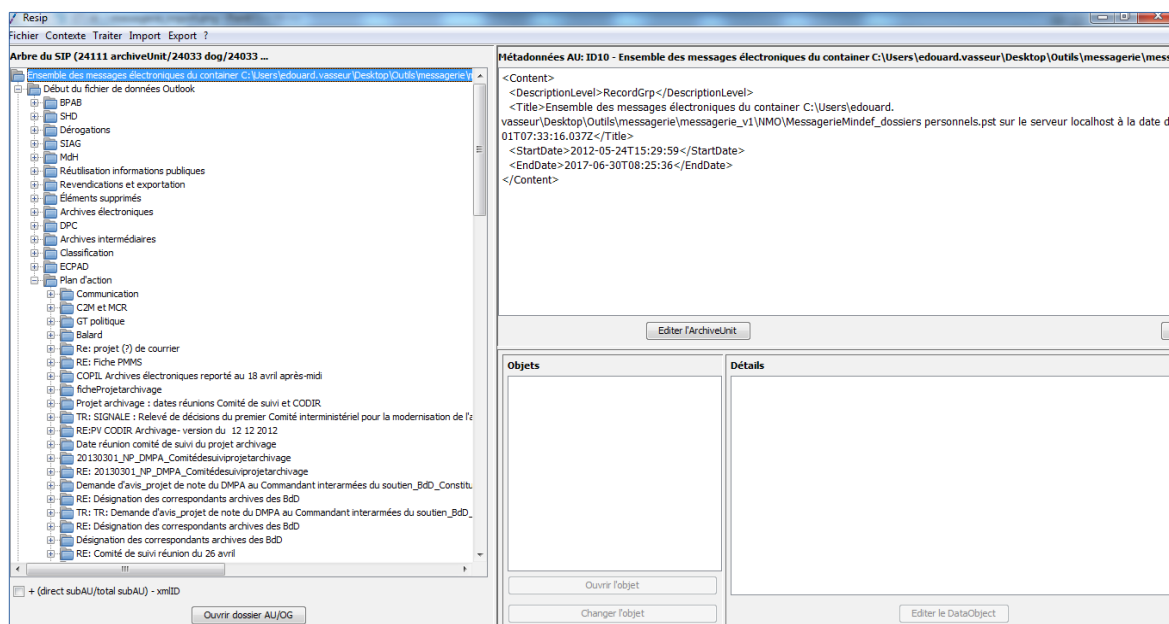 Resip
Fichier Contexte Traiter Import Export ?
Arbre du SIP (24111 archiveUnit/24033 dog/24033 ...
Ensemble des messages électroniques du container C:\Users\edouard.vasseur\Desktop\Outils\messagerie\
Début du fichier de données Outlook
BPAB
SHD
Dérogations
SIAG
MdH
Réutilisation informations publiques
Revendications et exportation
Éléments supprimés
Archives électroniques
DPC
Archives intermédiaires
Classification
ECPAD
Plan d'action
Communication
C2M et MCR
GT politique
Balard
Re: projet (?) de courrier
RE: Fiche PMMS
COPIL Archives électroniques reporté au 18 avril après-midi
ficheProjetarchivage
Projet archivage : dates réunions Comité de suivi et CODIR
TR: SIGNALE : Relevé de décisions du premier Comité interministériel pour la modernisation de l'a
RE:PV CODIR Archivage- version du 12 12 2012
Date réunion comité de suivi du projet archivage
20130301_NP_DMPA_Comitédesuiviprojetarchivage
RE: 20130301_NP_DMPA_Comitédesuiviprojetarchivage
Demande d'avis_projet de note du DMPA au Commandant interarmées du soutien_BdD_Constitu
RE: Désignation des correspondants archives des BdD
TR: TR: Demande d'avis_projet de note du DMPA au Commandant interarmées du soutien_BdD_
RE: Désignation des correspondants archives des BdD
Désignation des correspondants archives des BdD
RE: Comité de suivi réunion du 26 avril
+ (direct subAU/total subAU) - xmlID
Ouvrir dossier AU/OG
Métadonnées AU: ID10 - Ensemble des messages électroniques du container C:\Users\edouard.vasseur\Desktop\Outils\messagerie\mess
<Content>
<DescriptionLevel>RecordGrp</DescriptionLevel>
<Title>Ensemble des messages électroniques du container C:\Users\edouard.
vasseur\Desktop\Outils\messagerie\messagerie_v1\NMO\MessagerieMindef_dossiers personnels.pst sur le serveur localhost à la date d
01T07:33:16.037Z</Title>
<StartDate>2012-05-24T15:29:59</StartDate>
<EndDate>2017-06-30T08:25:36</EndDate>
</Content>
Editer l'ArchiveUnit
Objets
Détails
Ouvrir l'objet
Changer l'objet
Editer le DataObject